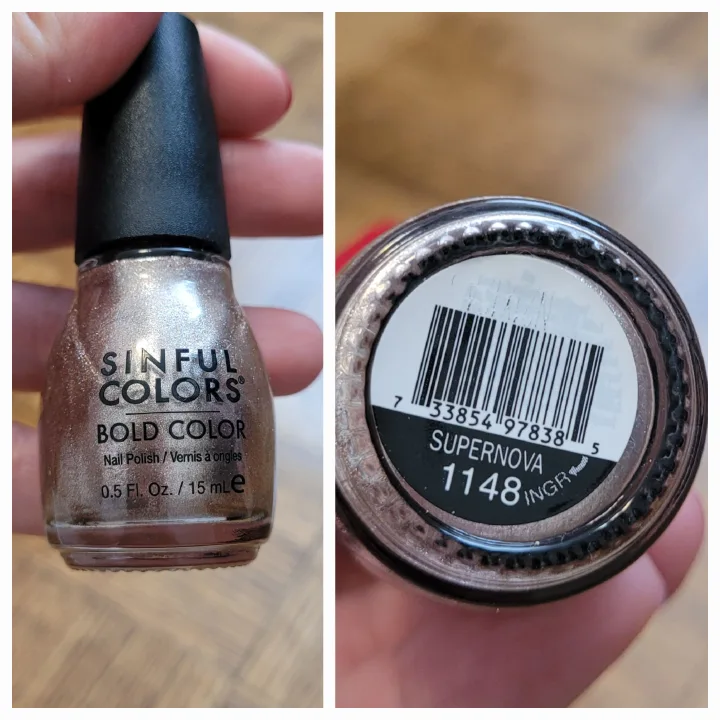 SINFUL
COLORS®
BOLD COLOR
Nail Polish / Vernis à ongles
0.5 Fl. Oz. / 15 mL e
7 33854 97838 5
SUPERNOVA
1148 INGR